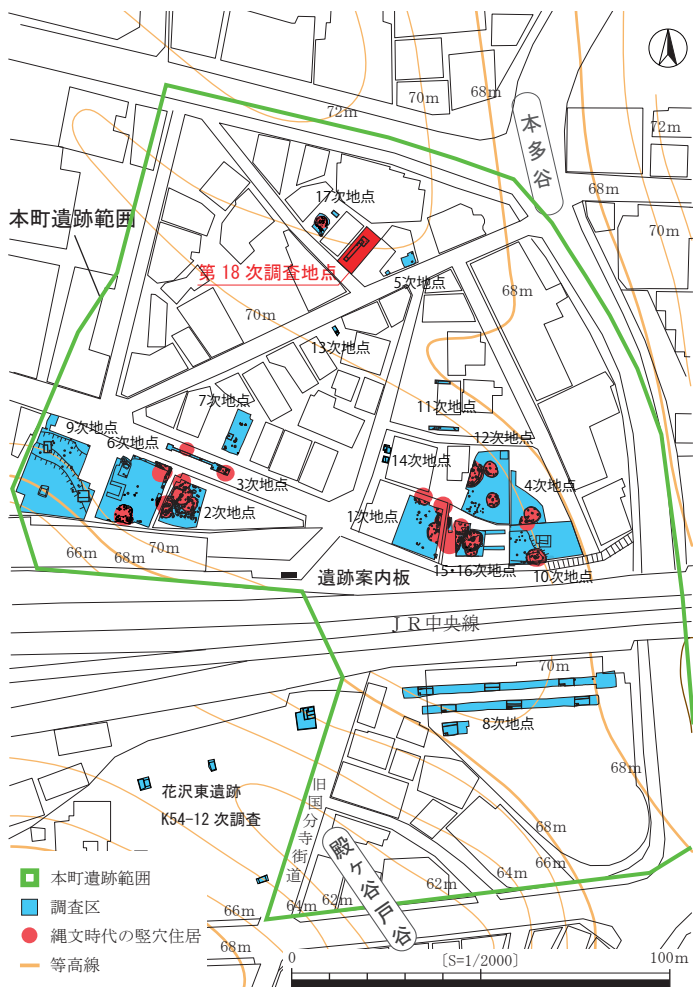 68m
70m
72m
本多谷
72m
68m
17次地点
本町遺跡範囲
70m
第 18 次調査地点
5次地点
68m
70m
13次地点
7次地点
11次地点
9次地点
6次地点
12次地点
14次地点
3次地点
4次地点
2次地点
1次地点
70m
66m
68m
15・16次地点
10次地点
遺跡案内板
ＪＲ中央線
70m
8次地点
68m
花沢東遺跡
K54-12 次調査
旧国分寺街道
68m
66m
殿ヶ谷戸谷
64m
62m
62m
64m
66m
68m
本町遺跡範囲
調査区
縄文時代の竪穴住居
等高線
0
〔S=1/2000〕
100m